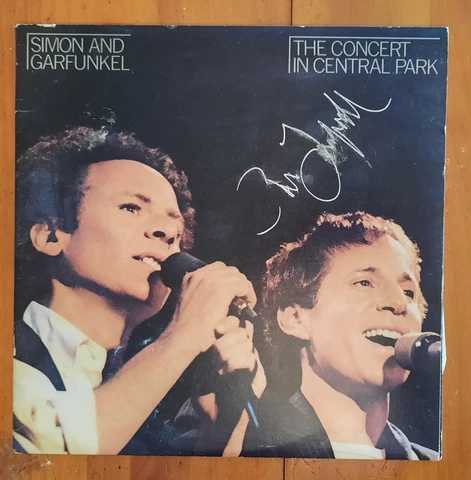 SIMON AND
GARFUNKEL
THE CONCERT
IN CENTRAL PARK